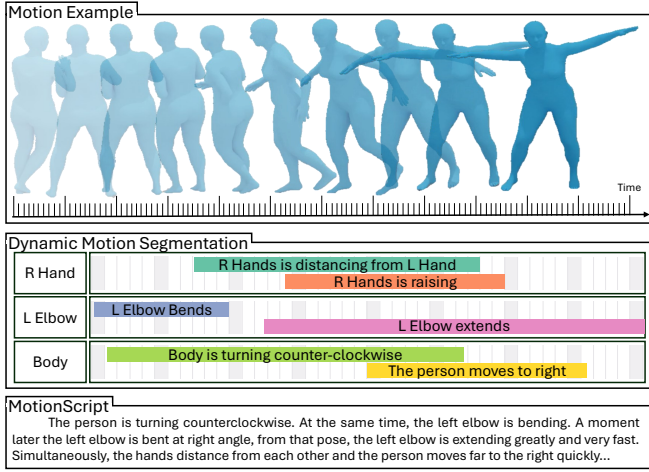 Motion Example
Time
Dynamic Motion Segmentation
R Hand
R Hands is distancing from L Hand
R Hands is raising
L Elbow
L Elbow Bends
L Elbow extends
Body
Body is turning counter-clockwise
The person moves to right
MotionScript
The person is turning counterclockwise. At the same time, the left elbow is bending. A moment
later the left elbow is bent at right angle, from that pose, the left elbow is extending greatly and very fast.
Simultaneously, the hands distance from each other and the person moves far to the right quickly...